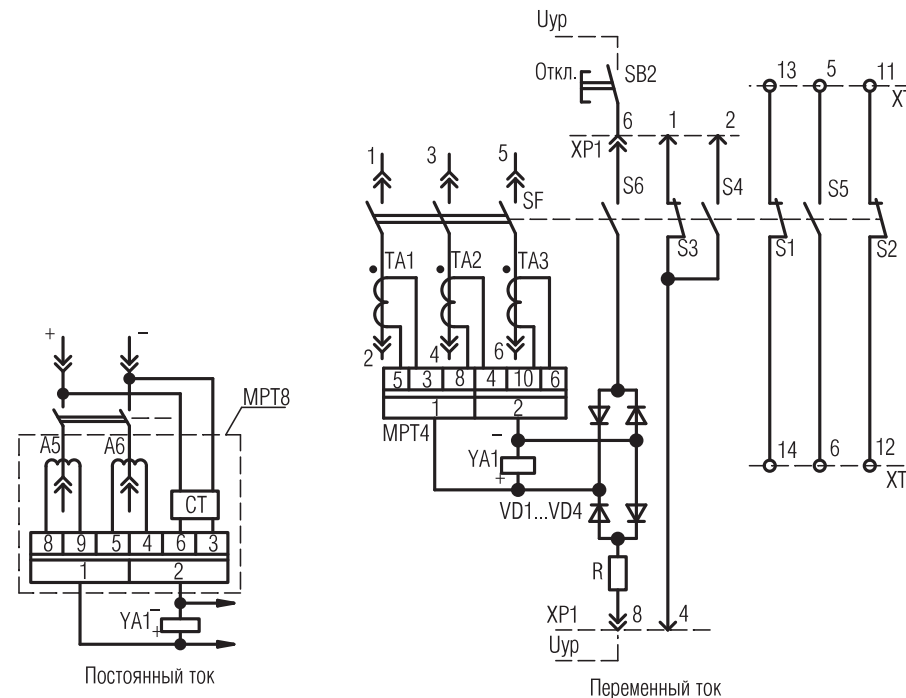 Uур
Откл.
SB2
13 5 11
XT
6 1 2
XP1
1 3 5
S6 S4
SF
S5
S3 S1 S2
TA1 TA2 TA3
2 4 6
5 3 8 4 10 6
1 2
МРТ4
–
YA1
+
VD1...VD4
14 6 12
XT
R
XP1 8 4
Uур
Переменный ток
+ –
МРТ8
A5 A6
СТ
8 9 5 4 6 3
1 2
–
YA1
+
Постоянный ток